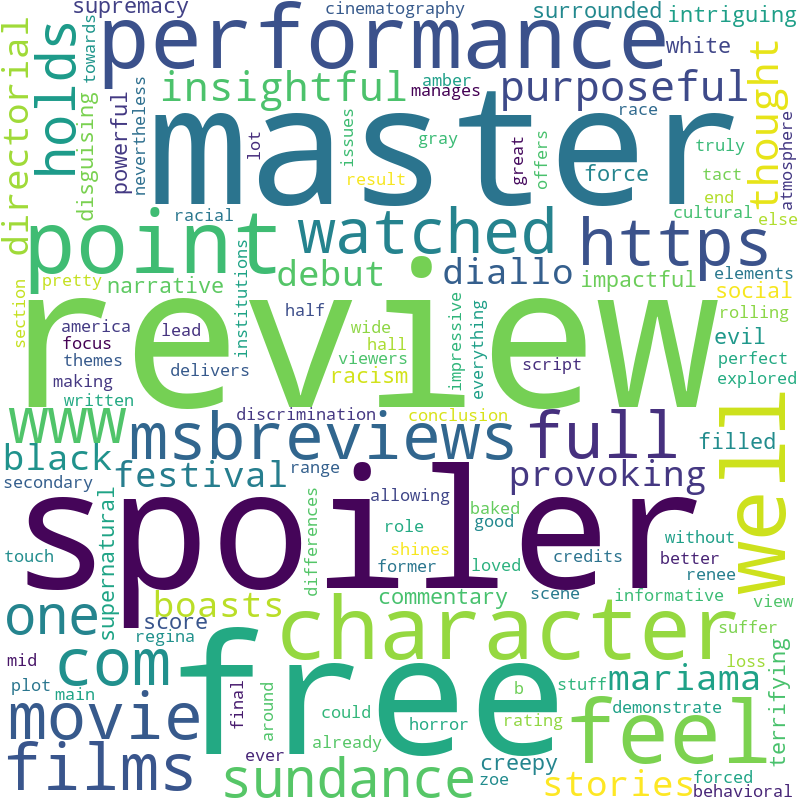 supremacy
cinematography
surrounded
intriguing
performance
white
towards
holds
directorial
disguising
powerful
nevertheless
insightful
amber
manages
purposeful
thought
atmosphere
master
lot
issues
gray
great
offers
race
force
truly
tact
result
end
racial
cultural
else
point
watched
https
institutions
debut
diallo
impactful
elements
section
pretty
narrative
social
review
half
impressive
everything
rolling
america
lead
wide
hall
evil
focus
viewers
themes
delivers
racism
script
perfect
making
explored
written
www
discrimination
conclusion
well
msbreviews
full
filled
black
festival
range
provoking
secondary
supernatural
spoiler
differences
allowing
baked
role
good
without
touch
shines
former
loved
credits
better
renee
scene
one
boasts
commentary
informative
view
score
character
suffer
regina
free
com
mid
loss
terrifying
plot
main
b
stuff
mariama
movie
final
around
could
horror
rating
feel
demonstrate
already
films
ever
creepy
sundance
zoe
stories
forced
behavioral